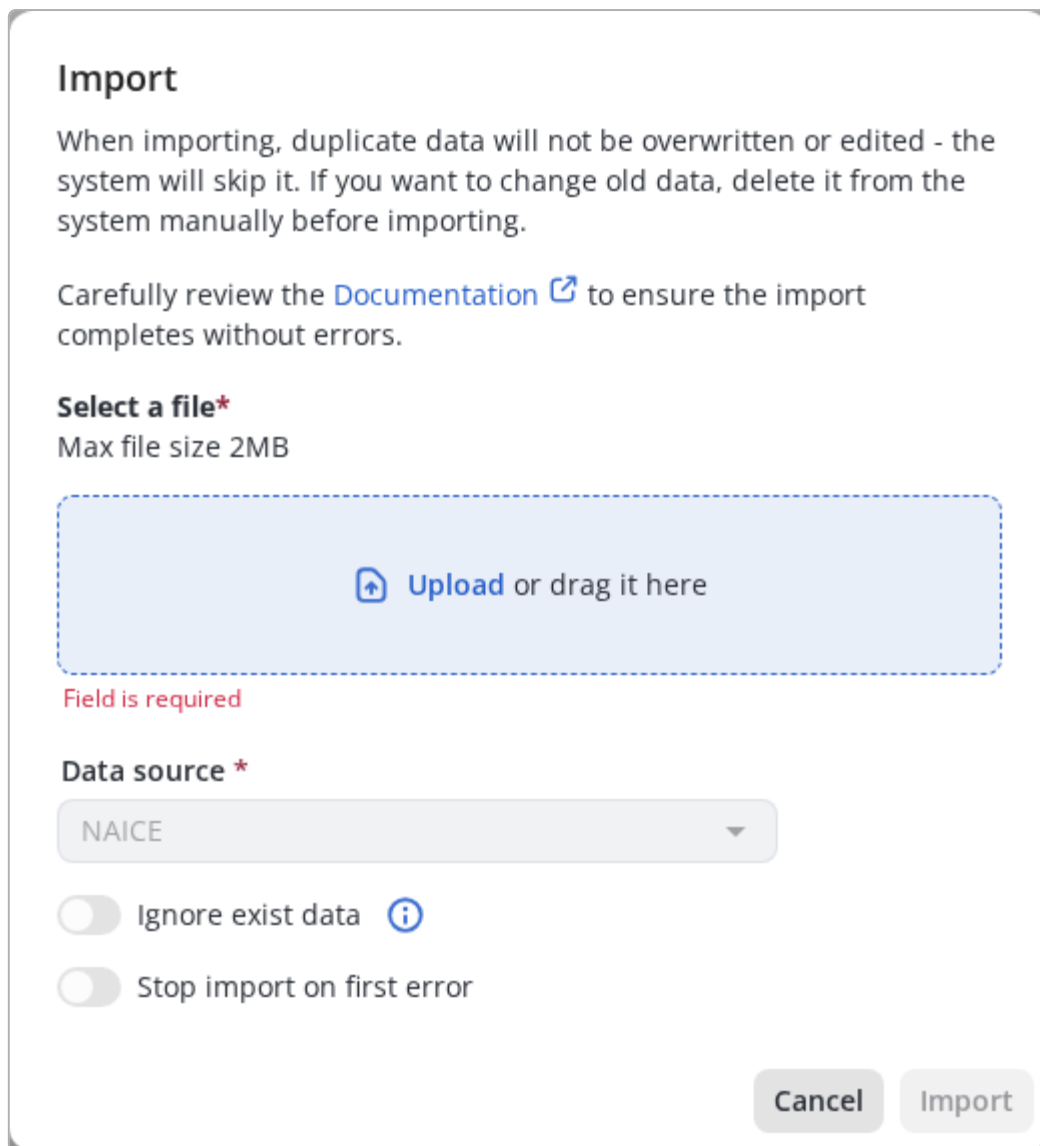 Import
When importing, duplicate data will not be overwritten or edited - the
system will skip it. If you want to change old data, delete it from the
system manually before importing.
Carefully review the Documentation to ensure the import
completes without errors.
Select a file*
Max file size 2MB
Upload or drag it here
Field is required
Data source *
NAICE
Ignore exist data
Stop import on first error
Cancel Import